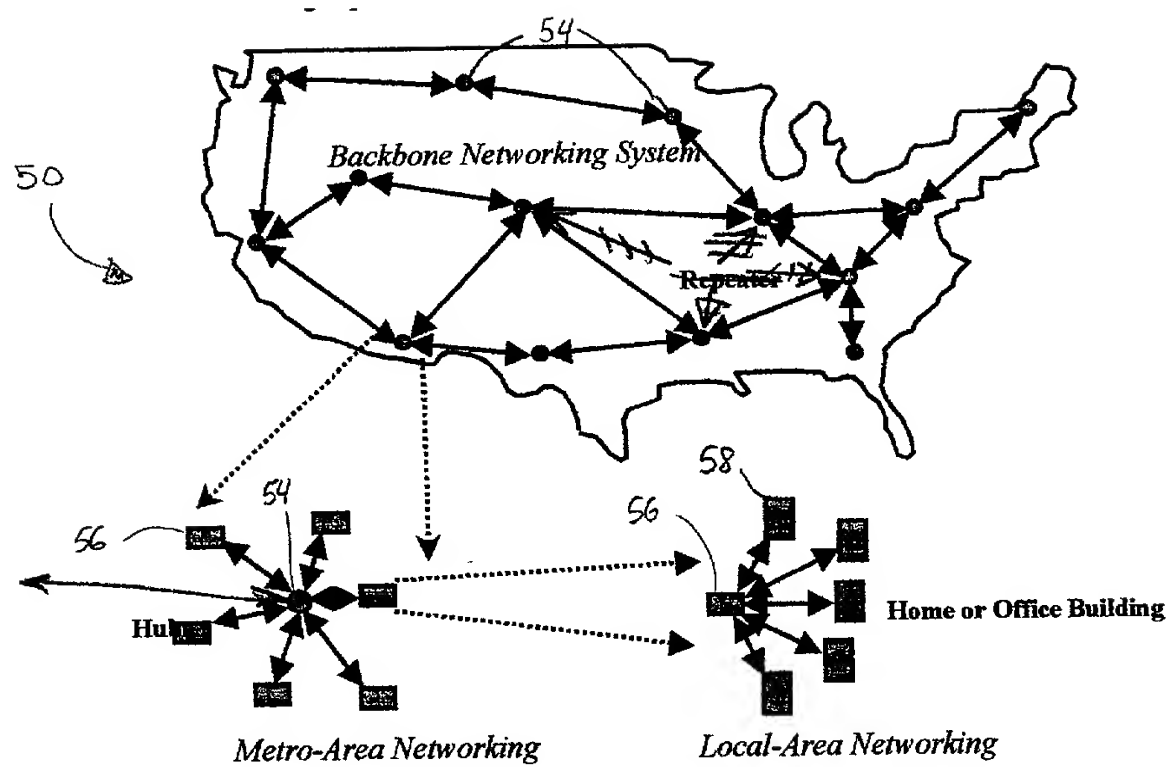 54
Backbone Networking System
50
Repeater
58
54
56
56
Home or Office Building
Metro-Area Networking
Local-Area Networking